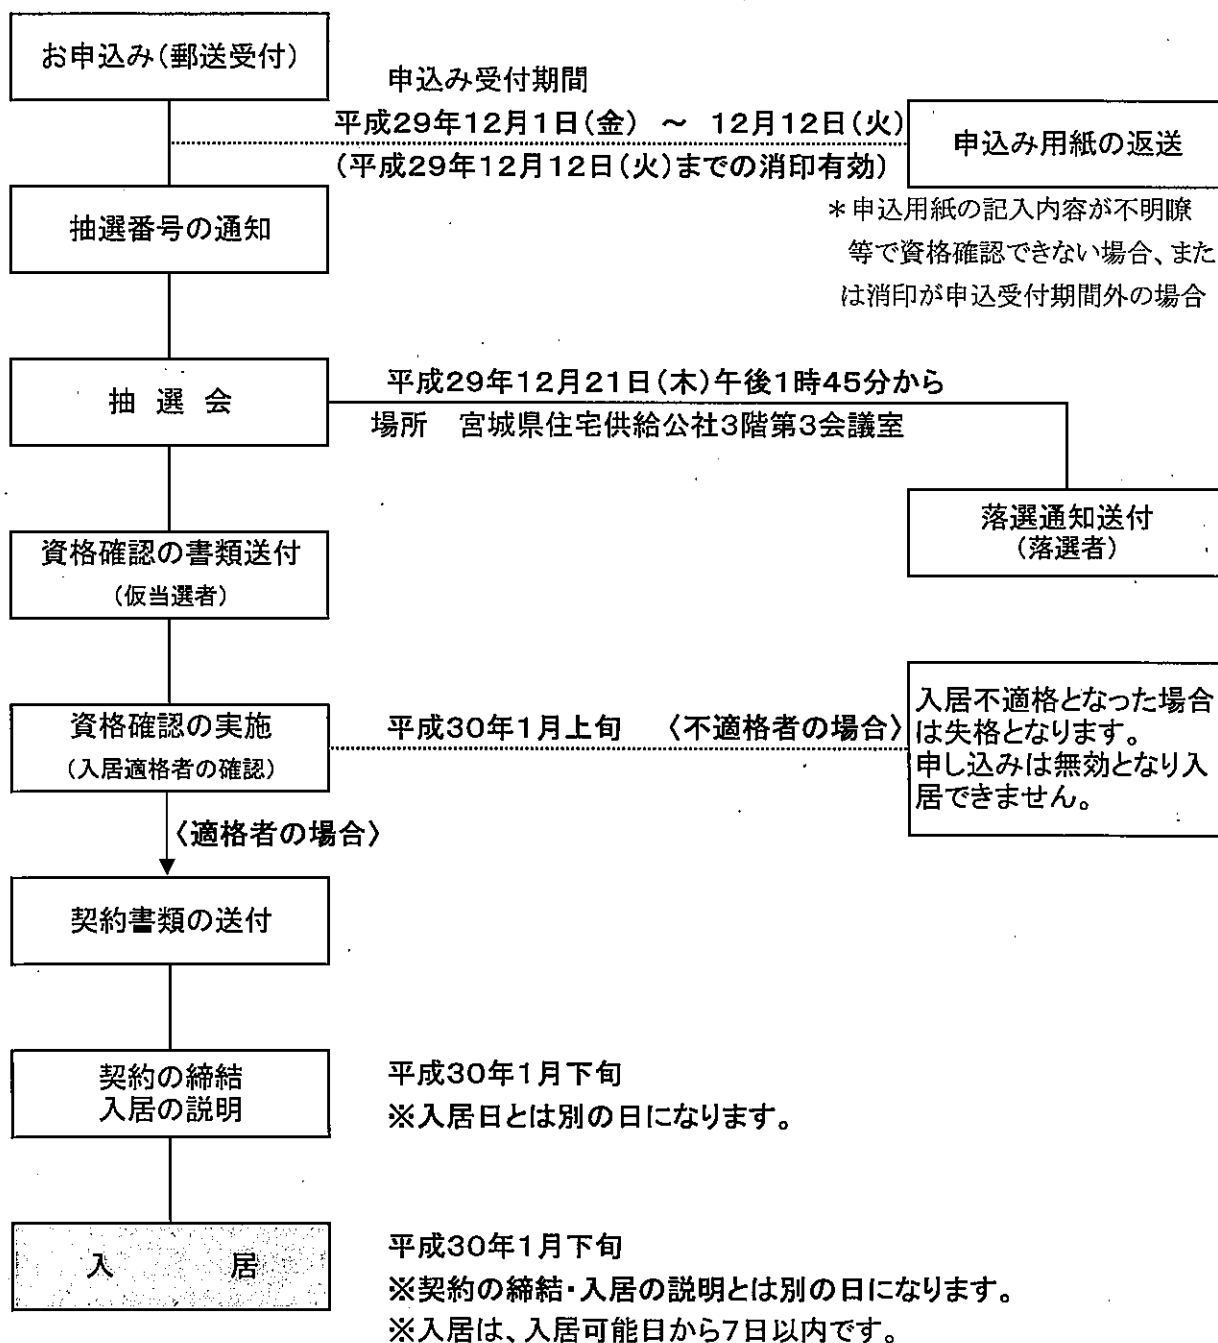 お申込み（郵送受付）
申込み受付期間
平成29年12月1日（金） ～ 12月12日（火）
（平成29年12月12日（火）までの消印有効）
申込み用紙の返送
＊申込用紙の記入内容が不明瞭
等で資格確認できない場合、また
は消印が申込受付期間外の場合
抽選番号の通知
抽 選 会
平成29年12月21日（木）午後1時45分から
場所 宮城県住宅供給公社3階第3会議室
落選通知送付
（落選者）
資格確認の書類送付
（仮当選者）
資格確認の実施
（入居適格者の確認）
平成30年1月上旬 〈不適格者の場合〉
入居不適格となった場合
は失格となります。
申し込みは無効となり入
居できません。
〈適格者の場合〉
契約書類の送付
契約の締結
入居の説明
平成30年1月下旬
※入居日とは別の日になります。
入 居
平成30年1月下旬
※契約の締結・入居の説明とは別の日になります。
※入居は、入居可能日から7日以内です。